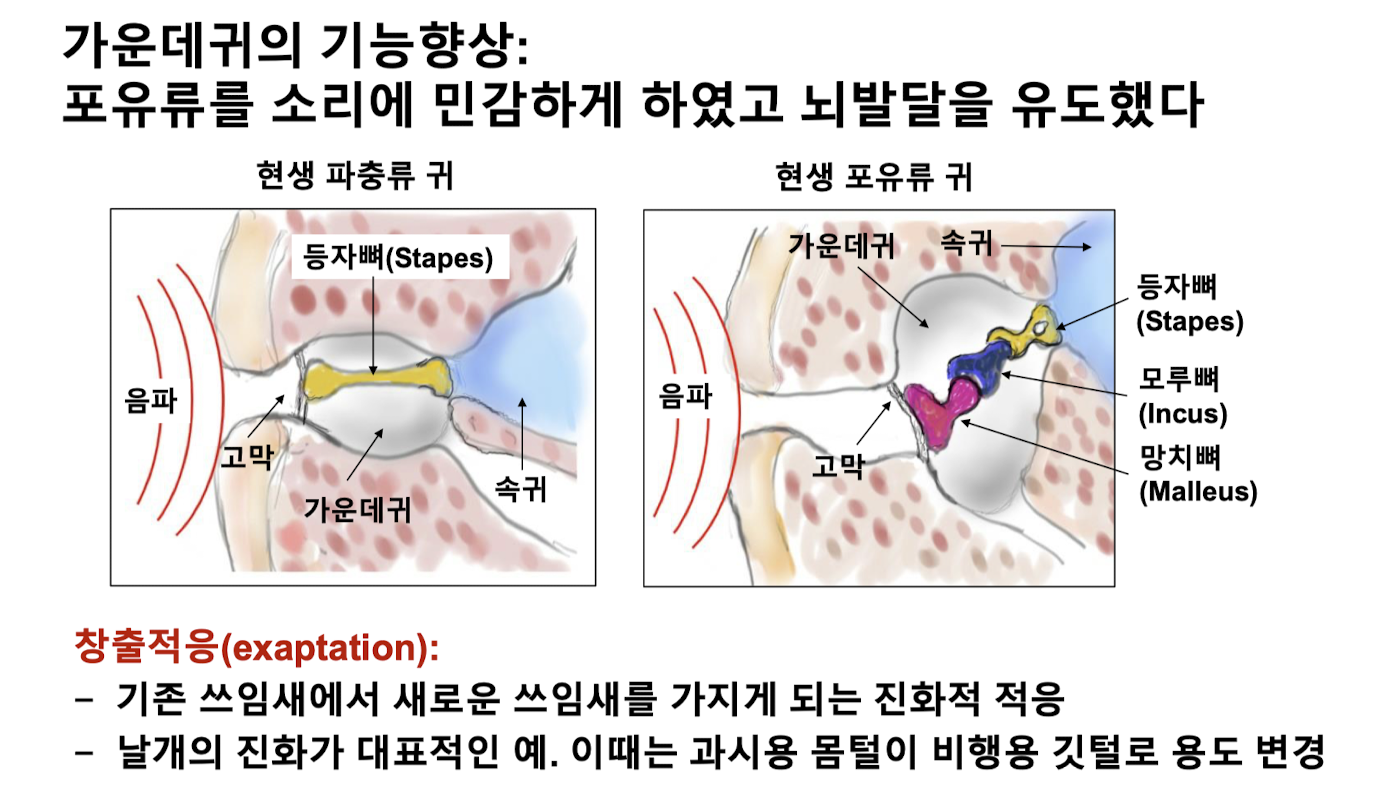 가운데귀의 기능향상:
포유류를 소리에 민감하게 하였고 뇌발달을 유도했다
현생 파충류 귀
등자뼈(Stapes)
음파
고막
가운데귀
속귀
현생 포유류 귀
가운데귀
속귀
등자뼈
(Stapes)
음파
모루뼈
(Incus)
고막
망치뼈
(Malleus)
창출적응(exaptation):
– 기존 쓰임새에서 새로운 쓰임새를 가지게 되는 진화적 적응
– 날개의 진화가 대표적인 예. 이때는 과시용 몸털이 비행용 깃털로 용도 변경